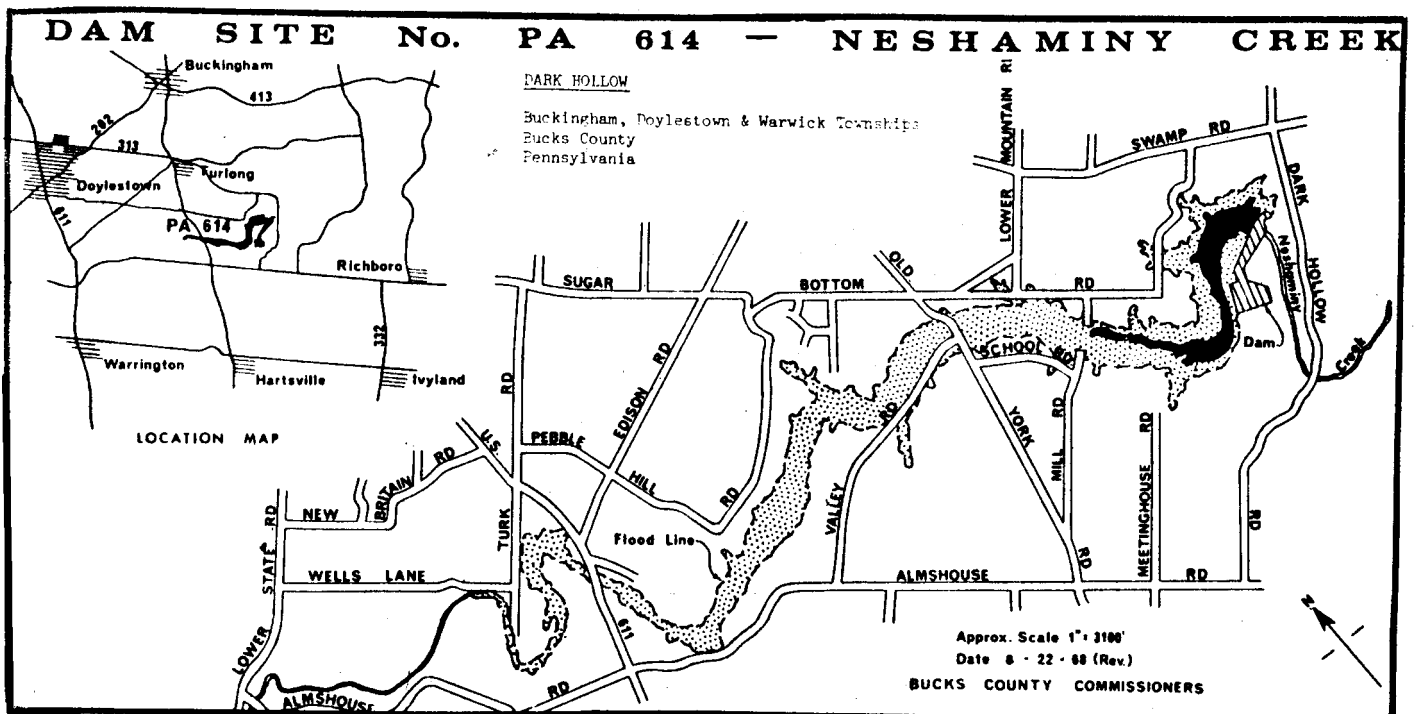 DAM SITE No. PA 614 — NESHAMINY CREEK
DARK HOLLOW
Buckingham, Doylestown & Warwick Townships
Bucks County
Pennsylvania
Buckingham
413
202
313
Furlong
Doylestown
611
PA 614
Richboro
332
Warrington
Hartsville
Ivyland
LOCATION MAP
LOWER MOUNTAIN RD
SWAMP RD
DARK HOLLOW RD
Neshaminy Creek
Dam
SUGAR BOTTOM RD
OLD YORK RD
SCHOOL RD
MILL RD
MEETINGHOUSE RD
EDISON RD
TURK RD
PEBBLE HILL RD
U.S. 611
NEW BRITAIN RD
LOWER STATE RD
WELLS LANE
Flood Line
VALLEY RD
ALMSHOUSE RD
ALMSHOUSE RD
N
Approx. Scale 1": 3100'
Date 8 - 22 - 68 (Rev.)
BUCKS COUNTY COMMISSIONERS